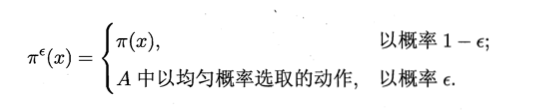 π^ϵ(x) = { π(x), 以概率 1 − ϵ;
A 中以均匀概率选取的动作, 以概率 ϵ.